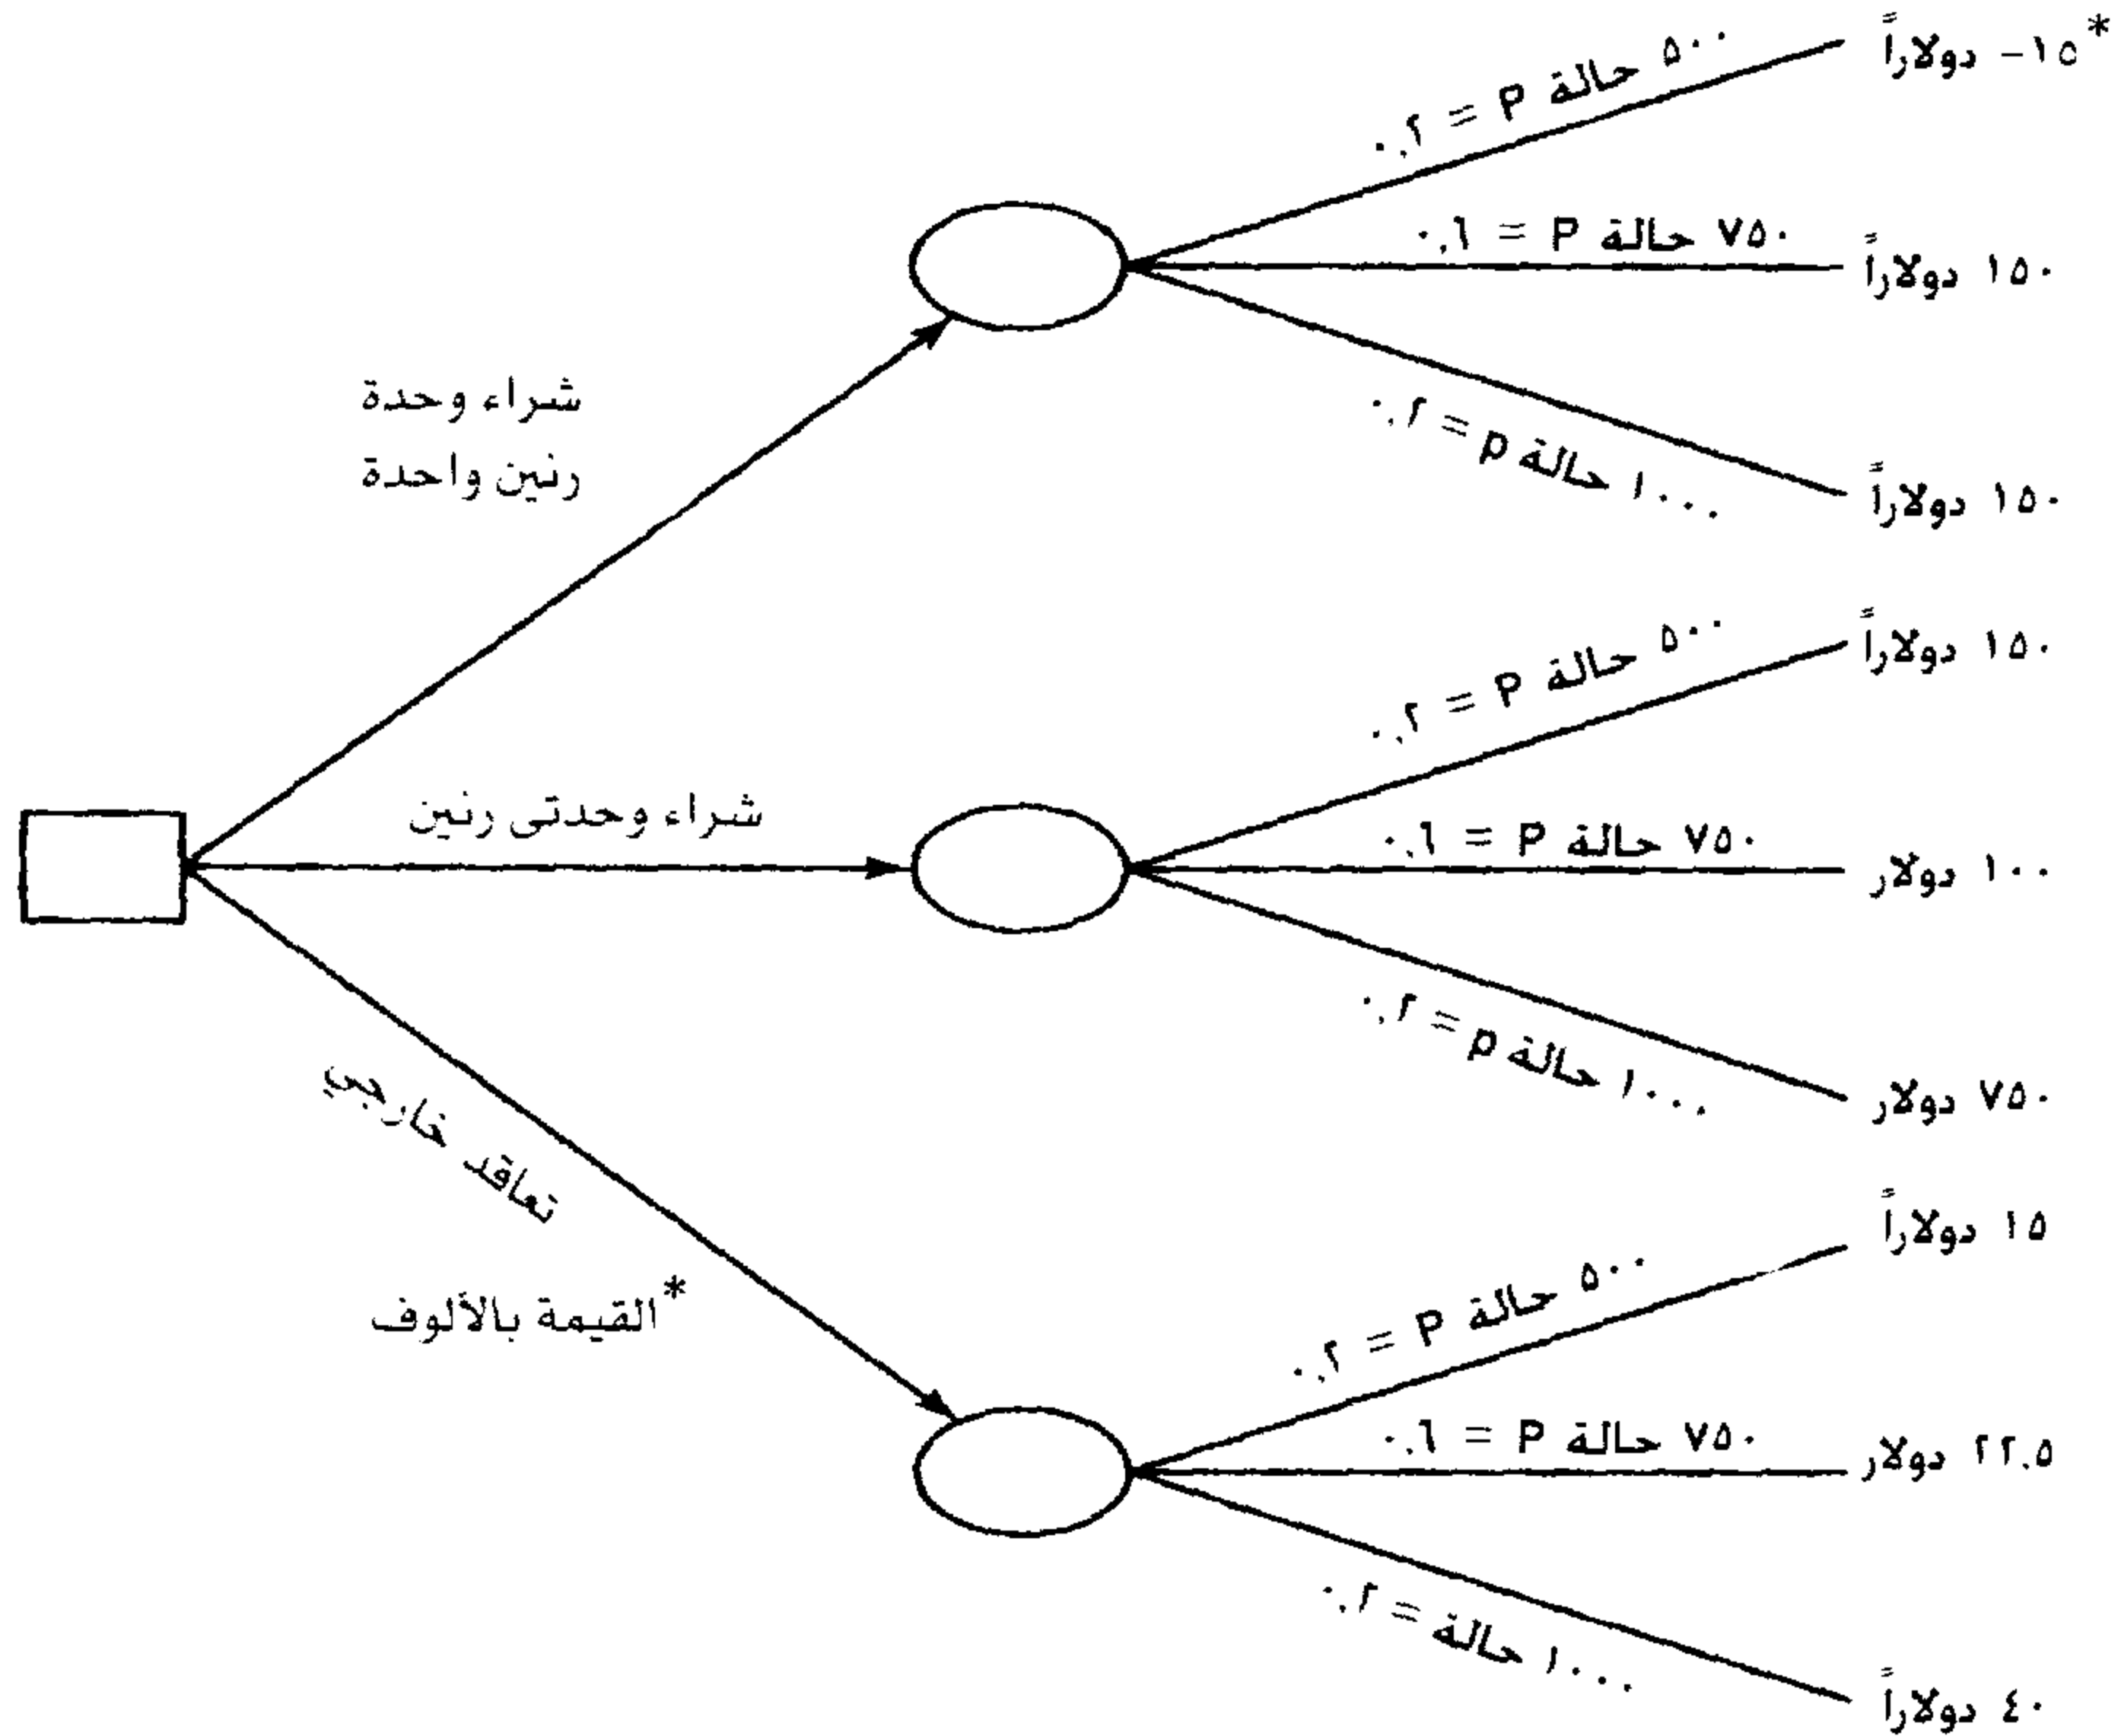 *١٥– دولاراً
٥٠٠ حالة P = ٠,٢
٧٥٠ حالة P = ٠,٦
١٥٠ دولاراً
١٠٠٠ حالة p = ٠,٢
١٥٠ دولاراً
شراء وحدة
رنين واحدة
٥٠٠ حالة P = ٠,٢
١٥٠ دولاراً
شراء وحدتى رنين
٧٥٠ حالة P = ٠,٦
١٠٠ دولار
١٠٠٠ حالة p = ٠,٢
٧٥٠ دولار
تعاقد خارجي
*القيمة بالألوف
٥٠٠ حالة P = ٠,٢
١٥ دولاراً
٧٥٠ حالة P = ٠,٦
٢٢.٥ دولار
١٠٠٠ حالة = ٠,٢
٤٠ دولاراً